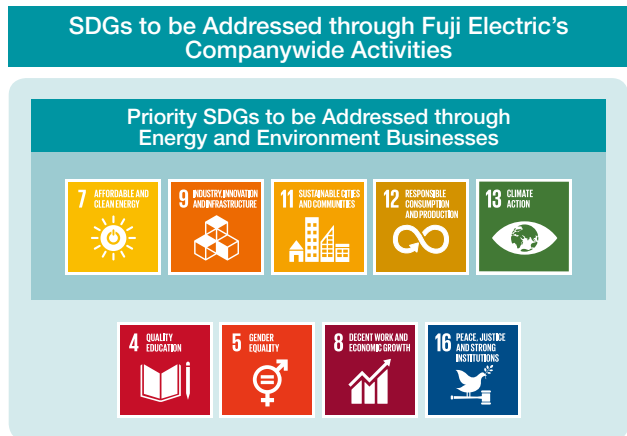 SDGs to be Addressed through Fuji Electric's
Companywide Activities
Priority SDGs to be Addressed through
Energy and Environment Businesses
7 AFFORDABLE AND
CLEAN ENERGY
9 INDUSTRY, INNOVATION
AND INFRASTRUCTURE
11 SUSTAINABLE CITIES
AND COMMUNITIES
12 RESPONSIBLE
CONSUMPTION
AND PRODUCTION
13 CLIMATE
ACTION
4 QUALITY
EDUCATION
5 GENDER
EQUALITY
8 DECENT WORK AND
ECONOMIC GROWTH
16 PEACE, JUSTICE
AND STRONG
INSTITUTIONS